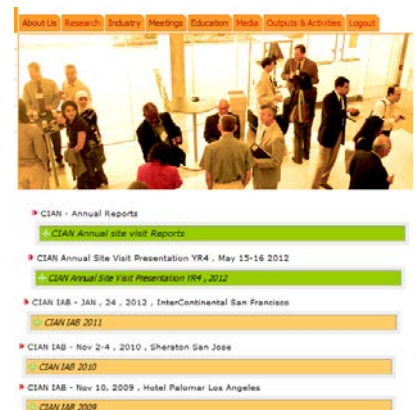 About Us Research Industry Meetings Education Media Outputs & Activities Logout
CIAN - Annual Reports
CIAN Annual site visit Reports
CIAN Annual Site Visit Presentation YR4 , May 15-16 2012
CIAN Annual Site Visit Presentation YR4 , 2012
CIAN IAB - JAN , 24 , 2012 , InterContinental San Francisco
CIAN IAB 2011
CIAN IAB - Nov 2-4 , 2010 , Sheraton San Jose
CIAN IAB 2010
CIAN IAB - Nov 10, 2009 , Hotel Palomar Los Angeles
CIAN IAB 2009